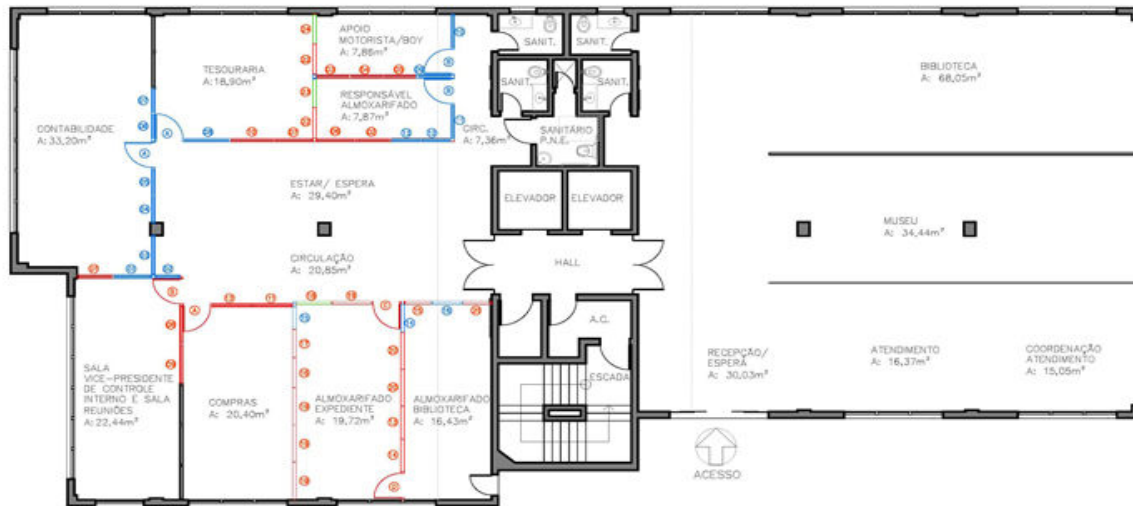 CONTABILIDADE
A: 33,20m²
TESOURARIA
A: 18,90m²
APOIO
MOTORISTA/BOY
A: 7,86m²
RESPONSÁVEL
ALMOXARIFADO
A: 7,87m²
CIRC.
A: 7,36m²
SANIT.
SANIT.
SANIT.
SANIT.
SANITÁRIO
P.N.E.
ELEVADOR
ELEVADOR
ESTAR/ ESPERA
A: 29,40m²
CIRCULAÇÃO
A: 20,85m²
HALL
A.C.
ESCADA
SALA
VICE-PRESIDENTE
DE CONTROLE
INTERNO E SALA
REUNIÕES
A: 22,44m²
COMPRAS
A: 20,40m²
ALMOXARIFADO
EXPEDIENTE
A: 19,72m²
ALMOXARIFADO
BIBLIOTECA
A: 16,43m²
BIBLIOTECA
A: 68,05m²
MUSEU
A: 34,44m²
RECEPÇÃO/
ESPERA
A: 30,03m²
ATENDIMENTO
A: 16,37m²
COORDENAÇÃO
ATENDIMENTO
A: 15,05m²
ACESSO